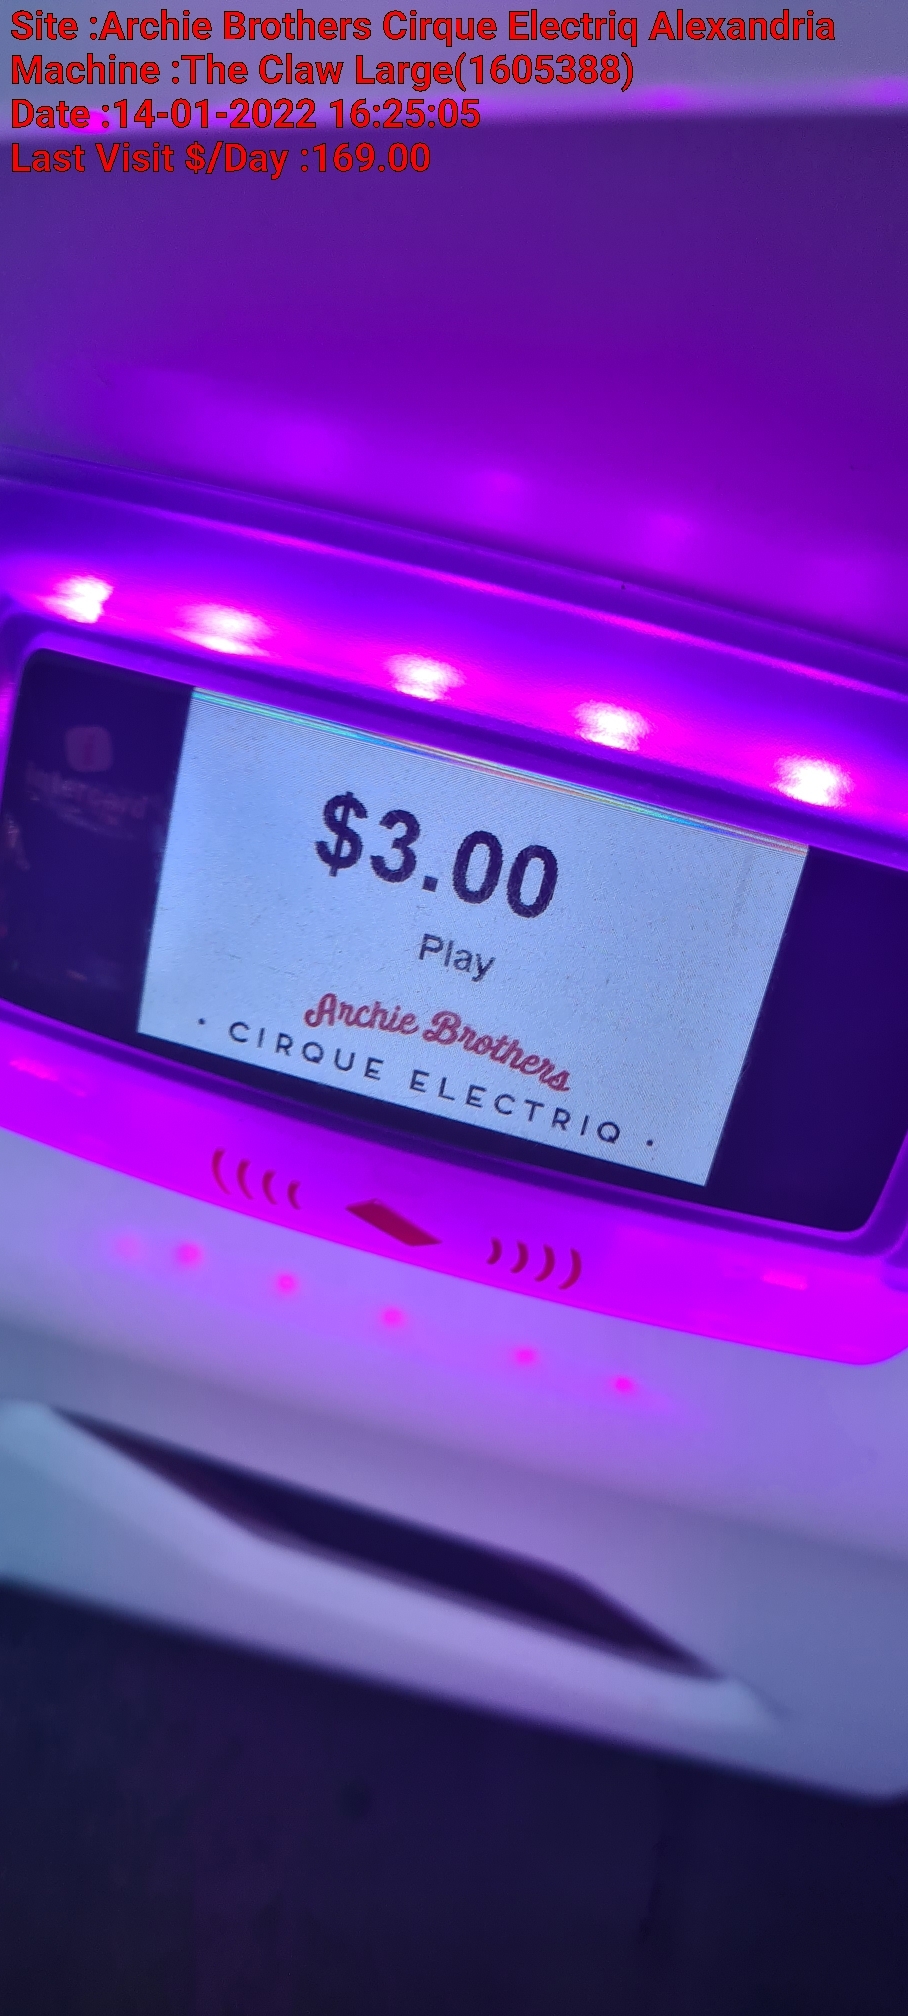 Site :Archie Brothers Cirque Electriq Alexandria
Machine :The Claw Large(1605388)
Date :14-01-2022 16:25:05
Last Visit $/Day :169.00
intercard
$3.00
Play
Archie Brothers
• CIRQUE ELECTRIQ •